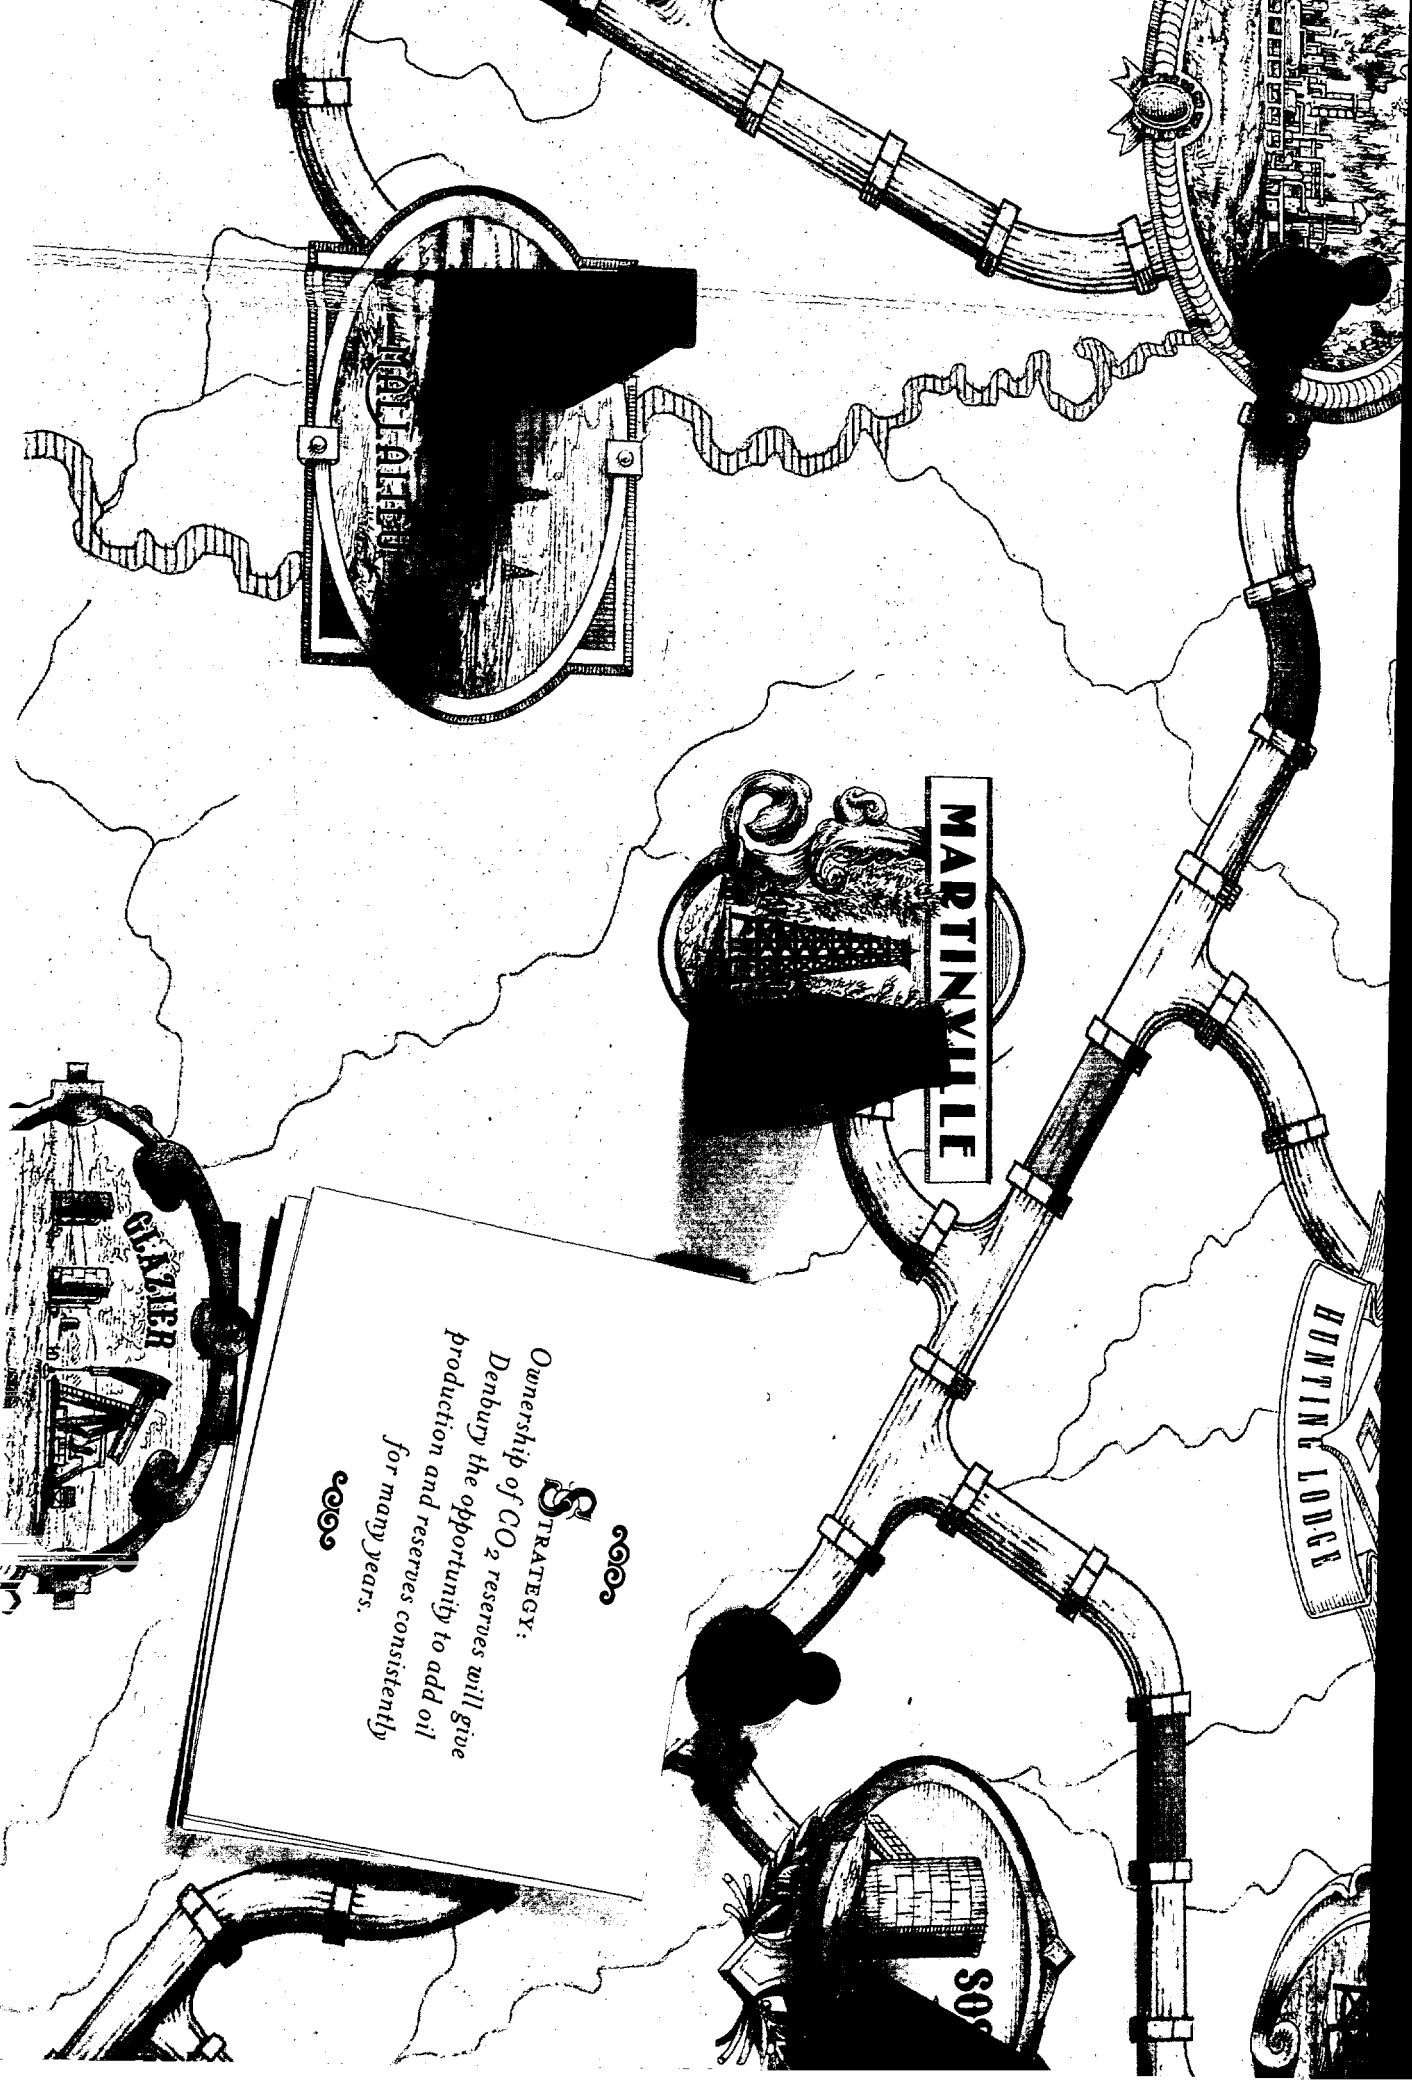 HUNTING LODGE
MARTINVILLE
STRATEGY:
Ownership of CO2 reserves will give
Denbury the opportunity to add oil
production and reserves consistently
for many years.
GLAZIER